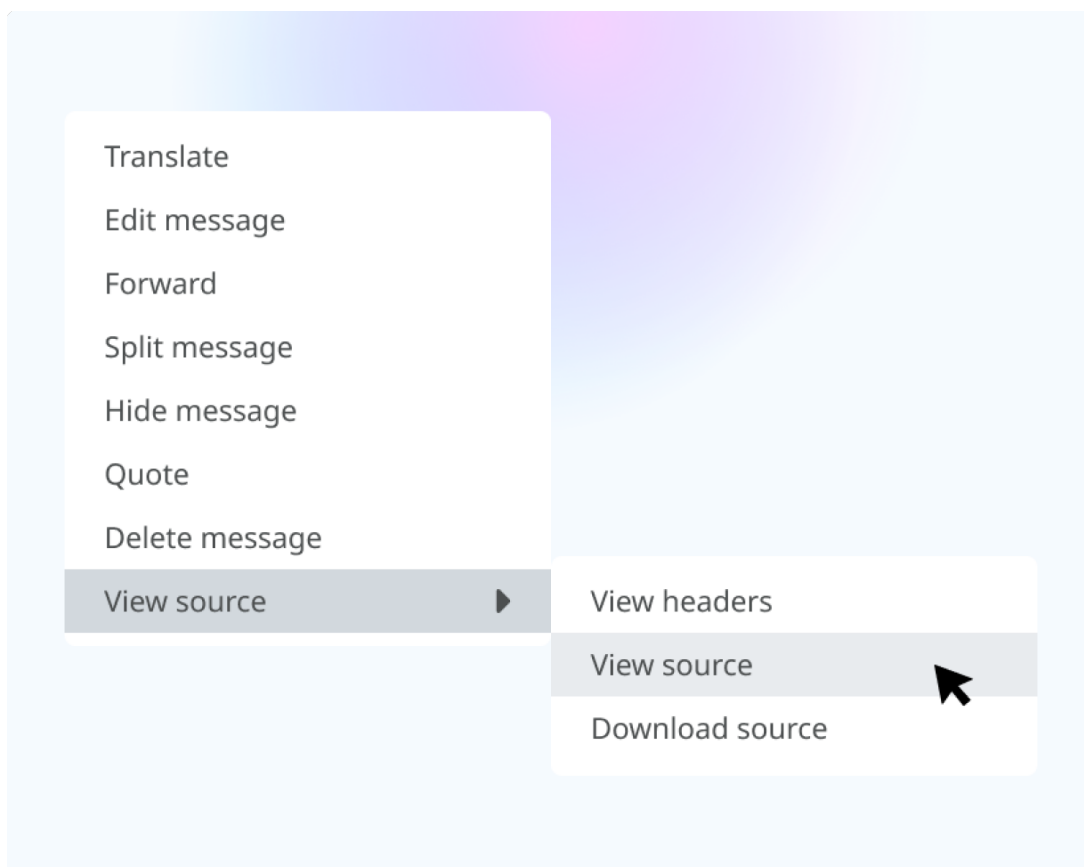 Translate
Edit message
Forward
Split message
Hide message
Quote
Delete message
View source
View headers
View source
Download source